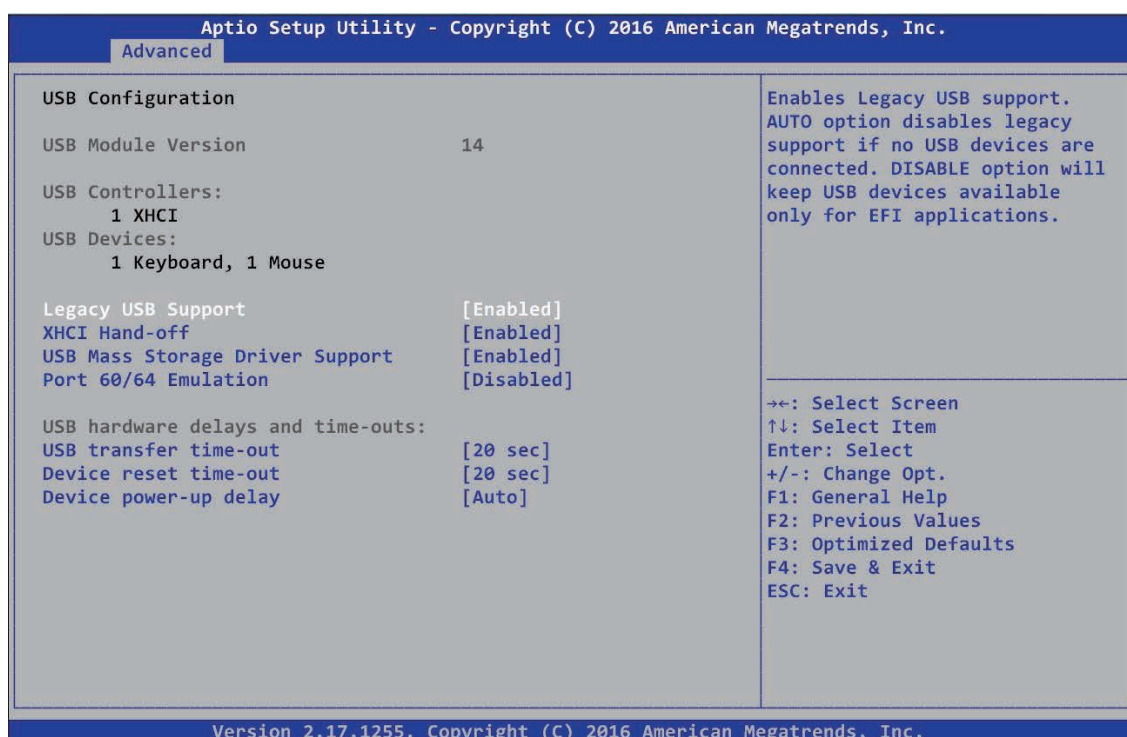 Aptio Setup Utility - Copyright (C) 2016 American Megatrends, Inc.
Advanced
USB Configuration
USB Module Version 14
USB Controllers:
1 XHCI
USB Devices:
1 Keyboard, 1 Mouse
Legacy USB Support [Enabled]
XHCI Hand-off [Enabled]
USB Mass Storage Driver Support [Enabled]
Port 60/64 Emulation [Disabled]
USB hardware delays and time-outs:
USB transfer time-out [20 sec]
Device reset time-out [20 sec]
Device power-up delay [Auto]
Enables Legacy USB support.
AUTO option disables legacy
support if no USB devices are
connected. DISABLE option will
keep USB devices available
only for EFI applications.
→←: Select Screen
↑↓: Select Item
Enter: Select
+/-: Change Opt.
F1: General Help
F2: Previous Values
F3: Optimized Defaults
F4: Save & Exit
ESC: Exit
Version 2.17.1255. Copyright (C) 2016 American Megatrends, Inc.